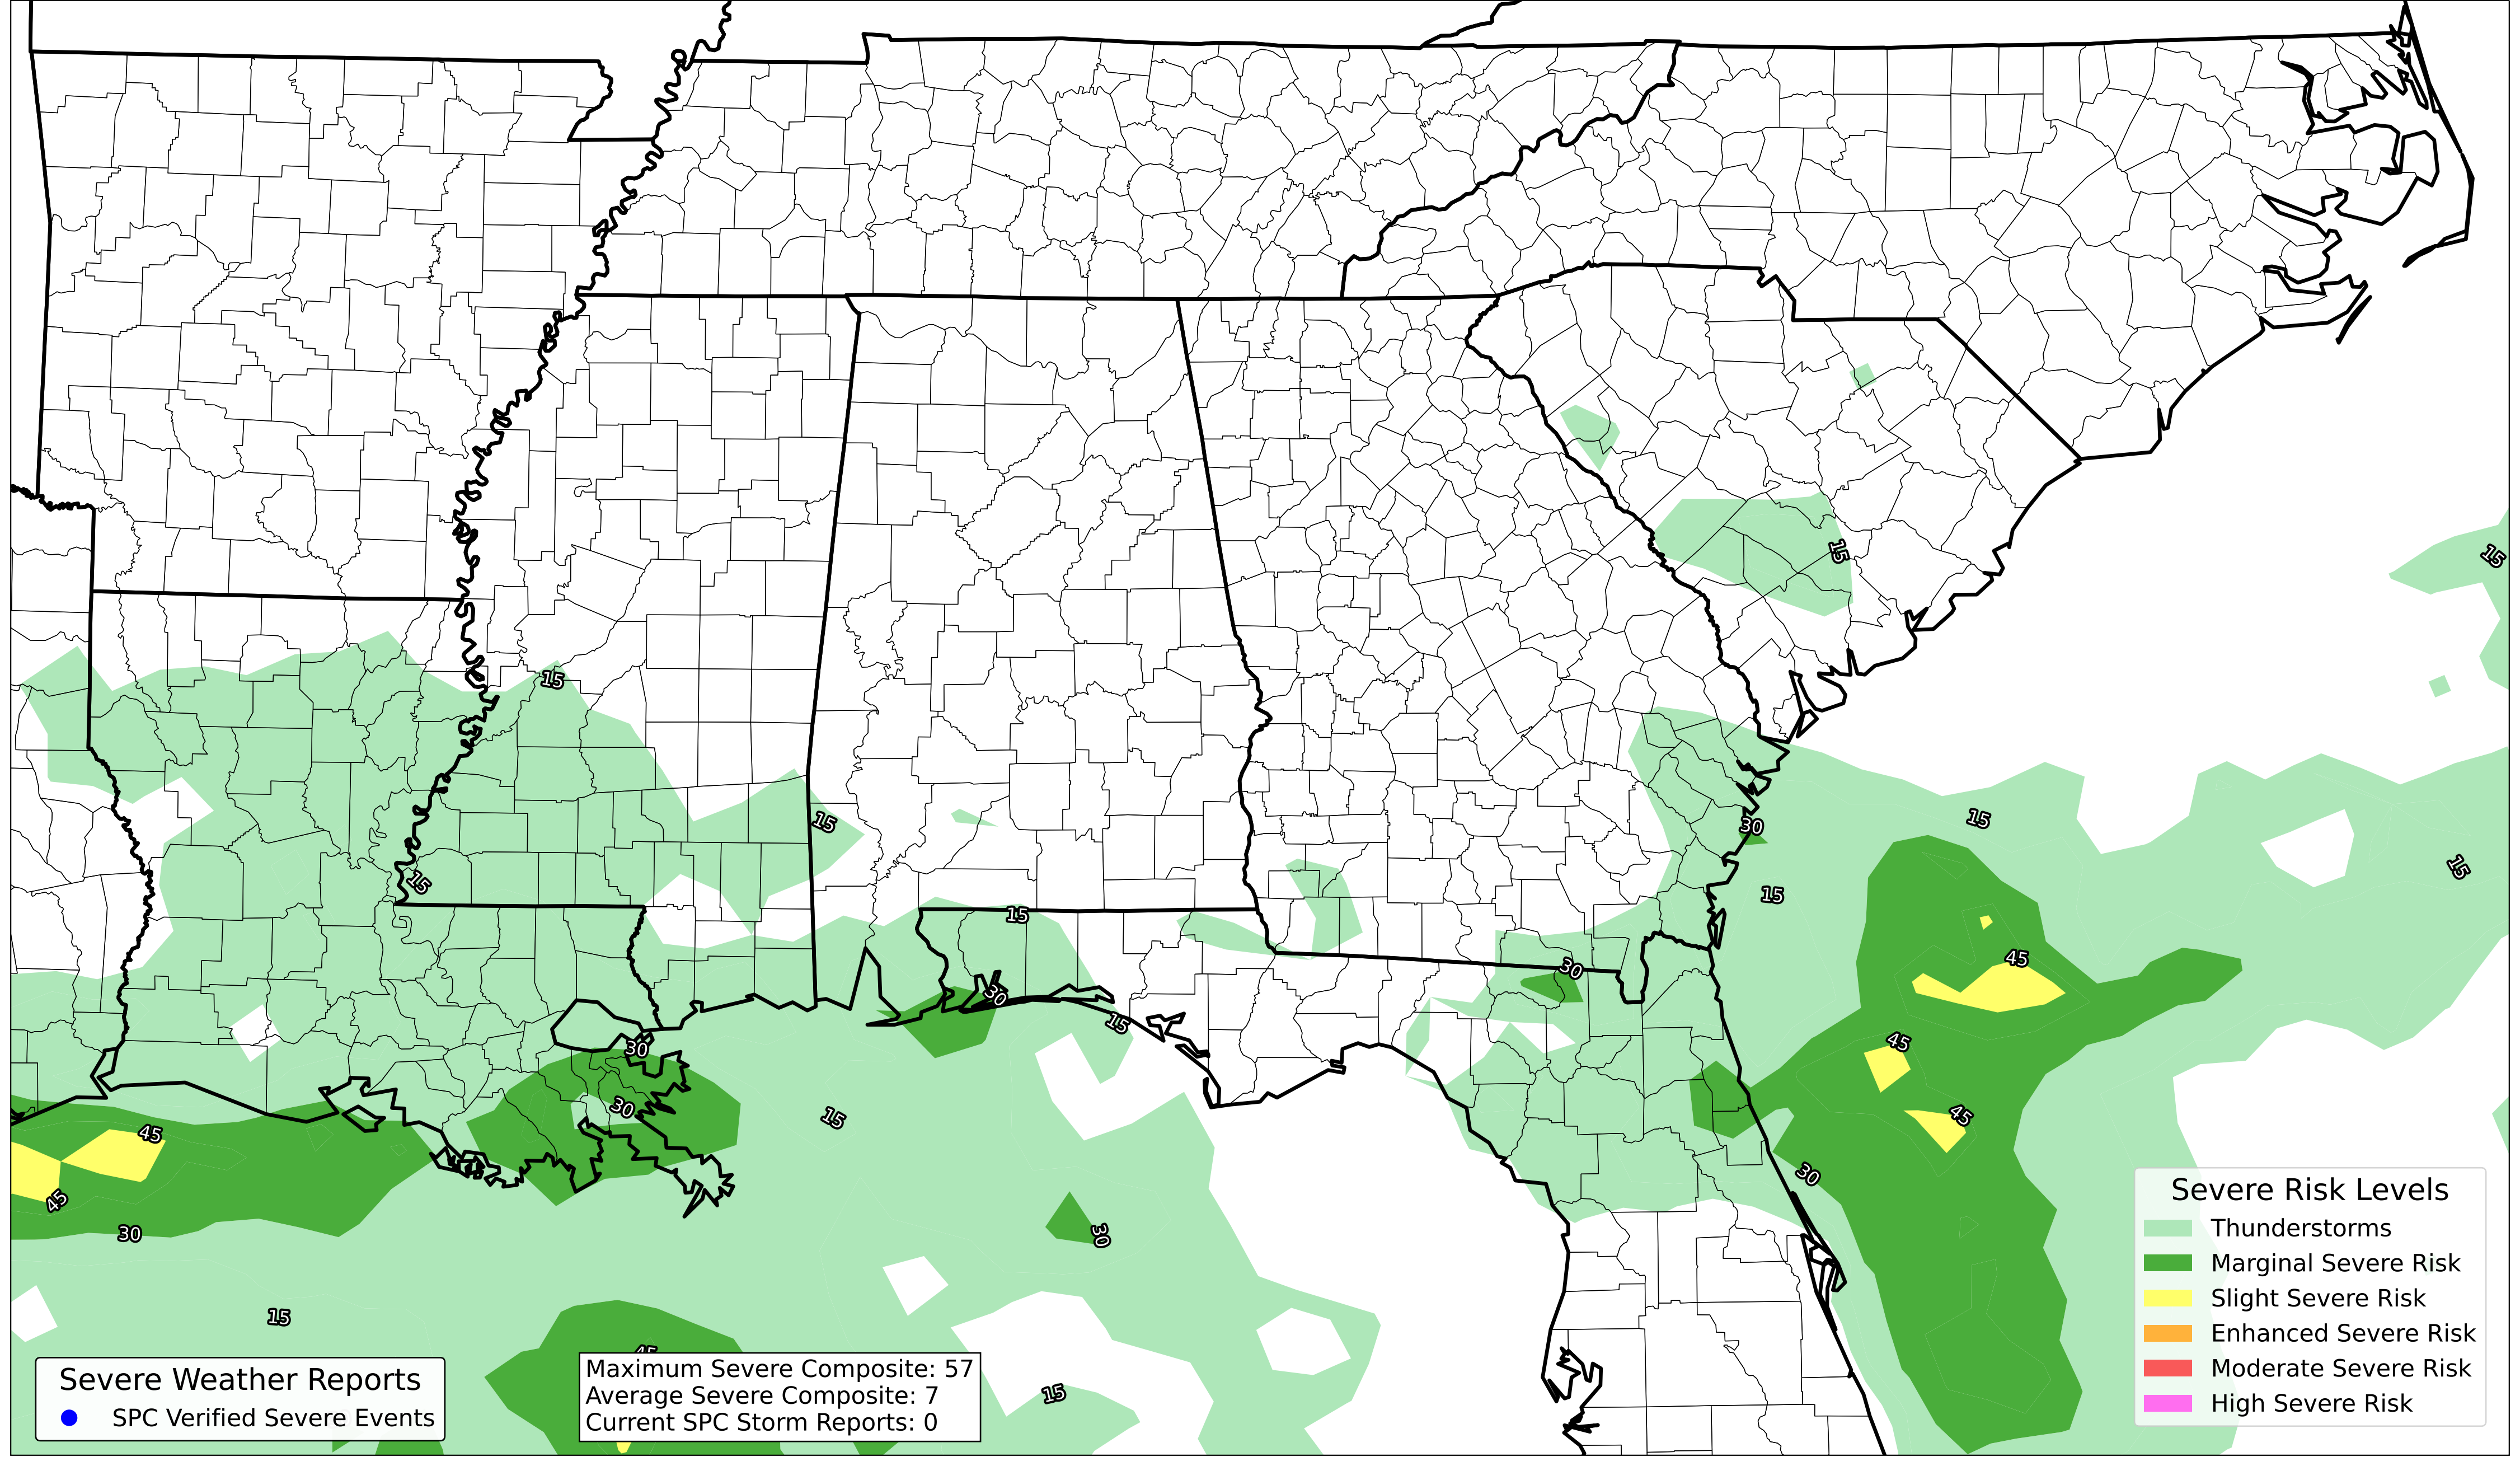 15
15
15
15
30
15
15
15
15
15
30
45
30
30
15
45
30
30
15
45
45
30
45
30
30
15
45
15
Severe Risk Levels
Thunderstorms
Marginal Severe Risk
Slight Severe Risk
Enhanced Severe Risk
Moderate Severe Risk
High Severe Risk
Severe Weather Reports
SPC Verified Severe Events
Maximum Severe Composite: 57
Average Severe Composite: 7
Current SPC Storm Reports: 0